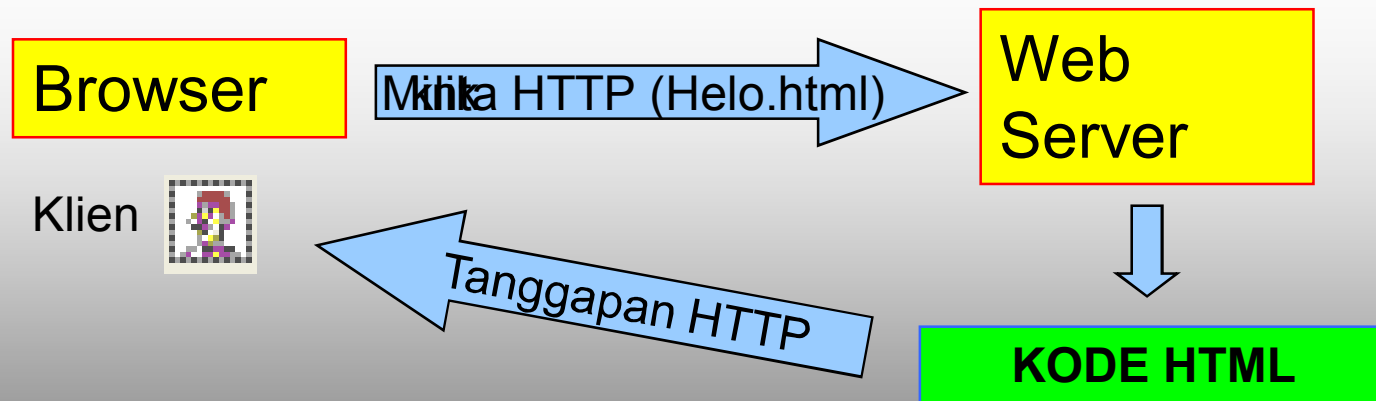 Browser
HTTP (Helo.html)
Web
Server
Klien
Tanggapan HTTP
KODE HTML